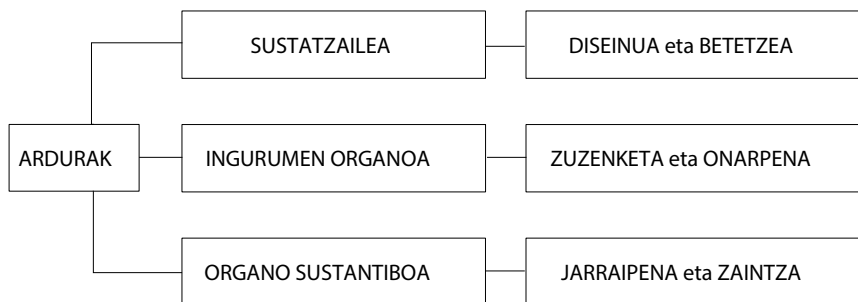 SUSTATZAILEA
DISEINUA eta BETETZEA
ARDURAK
INGURUMEN ORGANOA
ZUZENKETA eta ONARPENA
ORGANO SUSTANTIBOA
JARRAIPENA eta ZAINTZA